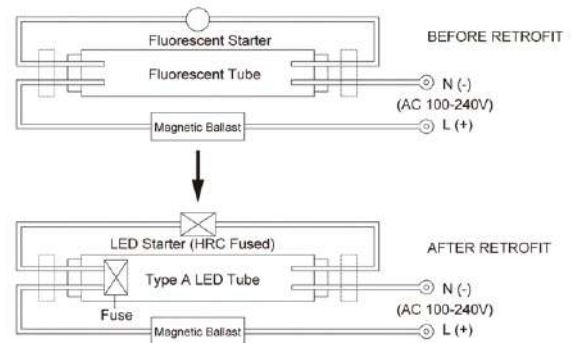 Fluorescent Starter
BEFORE RETROFIT
Fluorescent Tube
N (-)
(AC 100-240V)
Magnetic Ballast
L (+)
LED Starter (HRC Fused)
AFTER RETROFIT
Type A LED Tube
N (-)
Fuse
(AC 100-240V)
Magnetic Ballast
L (+)